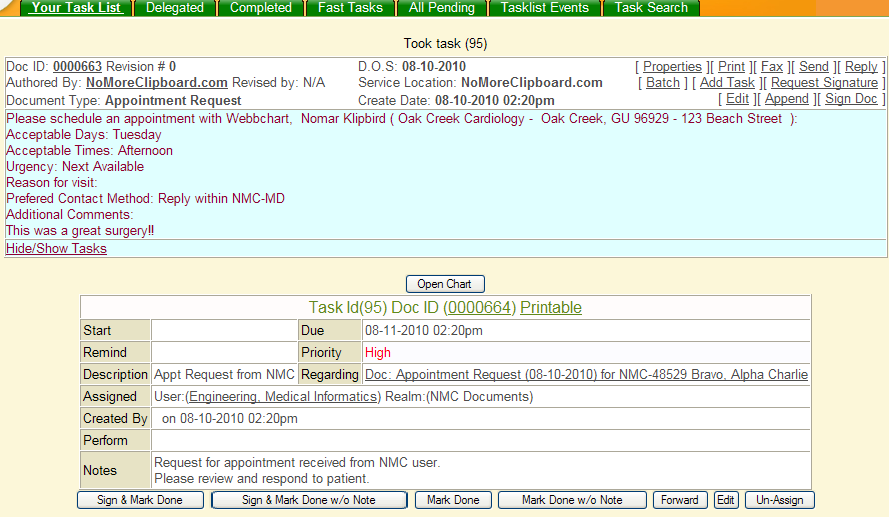 Your Task List Delegated Completed Fast Tasks All Pending Tasklist Events Task Search
Took task (95)
Doc ID: 0000663 Revision # 0 D.O.S: 08-10-2010 [ Properties ][ Print ][ Fax ][ Send ][ Reply ]
Authored By: NoMoreClipboard.com Revised by: N/A Service Location: NoMoreClipboard.com [ Batch ] [ Add Task ][ Request Signature ]
Document Type: Appointment Request Create Date: 08-10-2010 02:20pm [ Edit ][ Append ][ Sign Doc ]
Please schedule an appointment with Webbchart, Nomar Klipbird ( Oak Creek Cardiology - Oak Creek, GU 96929 - 123 Beach Street ):
Acceptable Days: Tuesday
Acceptable Times: Afternoon
Urgency: Next Available
Reason for visit:
Prefered Contact Method: Reply within NMC-MD
Additional Comments:
This was a great surgery!!
Hide/Show Tasks
Open Chart
Task Id(95) Doc ID (0000664) Printable
Start Due 08-11-2010 02:20pm
Remind Priority High
Description Appt Request from NMC Regarding Doc: Appointment Request (08-10-2010) for NMC-48529 Bravo, Alpha Charlie
Assigned User:(Engineering, Medical Informatics) Realm:(NMC Documents)
Created By on 08-10-2010 02:20pm
Perform
Notes Request for appointment received from NMC user.
Please review and respond to patient.
Sign & Mark Done Sign & Mark Done w/o Note Mark Done Mark Done w/o Note Forward Edit Un-Assign